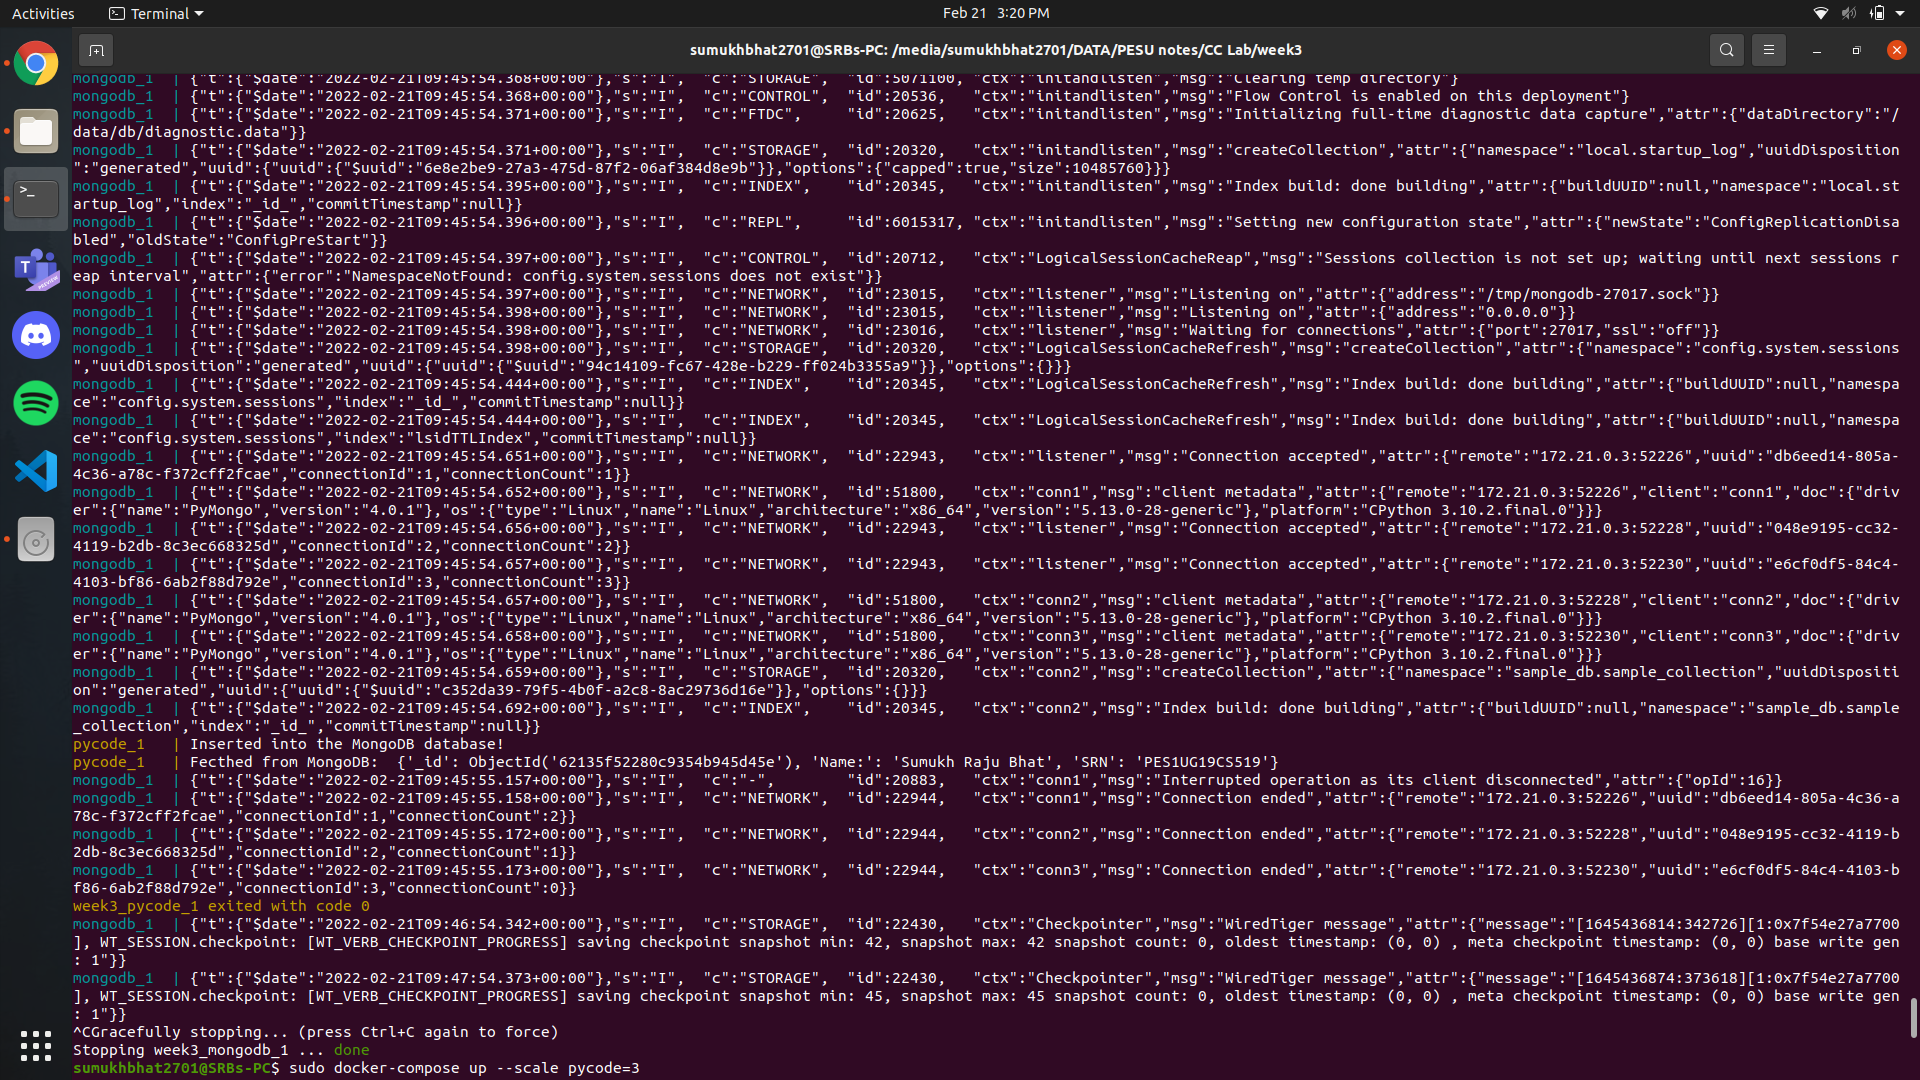 Activities Terminal Feb 21 3:20 PM
sumukhbhat2701@SRBs-PC: /media/sumukhbhat2701/DATA/PESU notes/CC Lab/week3
mongodb_1 | {"t":{"$date":"2022-02-21T09:45:54.368+00:00"},"s":"I", "c":"STORAGE", "id":5071100, "ctx":"initandlisten","msg":"Clearing temp directory"}
mongodb_1 | {"t":{"$date":"2022-02-21T09:45:54.368+00:00"},"s":"I", "c":"CONTROL", "id":20536, "ctx":"initandlisten","msg":"Flow Control is enabled on this deployment"}
mongodb_1 | {"t":{"$date":"2022-02-21T09:45:54.371+00:00"},"s":"I", "c":"FTDC", "id":20625, "ctx":"initandlisten","msg":"Initializing full-time diagnostic data capture","attr":{"dataDirectory":"/
data/db/diagnostic.data"}}
mongodb_1 | {"t":{"$date":"2022-02-21T09:45:54.371+00:00"},"s":"I", "c":"STORAGE", "id":20320, "ctx":"initandlisten","msg":"createCollection","attr":{"namespace":"local.startup_log","uuidDisposition
":"generated","uuid":{"uuid":{"$uuid":"6e8e2be9-27a3-475d-87f2-06af384d8e9b"}},"options":{"capped":true,"size":10485760}}}
mongodb_1 | {"t":{"$date":"2022-02-21T09:45:54.395+00:00"},"s":"I", "c":"INDEX", "id":20345, "ctx":"initandlisten","msg":"Index build: done building","attr":{"buildUUID":null,"namespace":"local.st
artup_log","index":"_id_","commitTimestamp":null}}
mongodb_1 | {"t":{"$date":"2022-02-21T09:45:54.396+00:00"},"s":"I", "c":"REPL", "id":6015317, "ctx":"initandlisten","msg":"Setting new configuration state","attr":{"newState":"ConfigReplicationDisa
bled","oldState":"ConfigPreStart"}}
mongodb_1 | {"t":{"$date":"2022-02-21T09:45:54.397+00:00"},"s":"I", "c":"CONTROL", "id":20712, "ctx":"LogicalSessionCacheReap","msg":"Sessions collection is not set up; waiting until next sessions r
eap interval","attr":{"error":"NamespaceNotFound: config.system.sessions does not exist"}}
mongodb_1 | {"t":{"$date":"2022-02-21T09:45:54.397+00:00"},"s":"I", "c":"NETWORK", "id":23015, "ctx":"listener","msg":"Listening on","attr":{"address":"/tmp/mongodb-27017.sock"}}
mongodb_1 | {"t":{"$date":"2022-02-21T09:45:54.398+00:00"},"s":"I", "c":"NETWORK", "id":23015, "ctx":"listener","msg":"Listening on","attr":{"address":"0.0.0.0"}}
mongodb_1 | {"t":{"$date":"2022-02-21T09:45:54.398+00:00"},"s":"I", "c":"NETWORK", "id":23016, "ctx":"listener","msg":"Waiting for connections","attr":{"port":27017,"ssl":"off"}}
mongodb_1 | {"t":{"$date":"2022-02-21T09:45:54.398+00:00"},"s":"I", "c":"STORAGE", "id":20320, "ctx":"LogicalSessionCacheRefresh","msg":"createCollection","attr":{"namespace":"config.system.sessions
","uuidDisposition":"generated","uuid":{"uuid":{"$uuid":"94c14109-fc67-428e-b229-ff024b3355a9"}},"options":{}}}
mongodb_1 | {"t":{"$date":"2022-02-21T09:45:54.444+00:00"},"s":"I", "c":"INDEX", "id":20345, "ctx":"LogicalSessionCacheRefresh","msg":"Index build: done building","attr":{"buildUUID":null,"namespa
ce":"config.system.sessions","index":"_id_","commitTimestamp":null}}
mongodb_1 | {"t":{"$date":"2022-02-21T09:45:54.444+00:00"},"s":"I", "c":"INDEX", "id":20345, "ctx":"LogicalSessionCacheRefresh","msg":"Index build: done building","attr":{"buildUUID":null,"namespa
ce":"config.system.sessions","index":"lsidTTLIndex","commitTimestamp":null}}
mongodb_1 | {"t":{"$date":"2022-02-21T09:45:54.651+00:00"},"s":"I", "c":"NETWORK", "id":22943, "ctx":"listener","msg":"Connection accepted","attr":{"remote":"172.21.0.3:52226","uuid":"db6eed14-805a-
4c36-a78c-f372cff2fcae","connectionId":1,"connectionCount":1}}
mongodb_1 | {"t":{"$date":"2022-02-21T09:45:54.652+00:00"},"s":"I", "c":"NETWORK", "id":51800, "ctx":"conn1","msg":"client metadata","attr":{"remote":"172.21.0.3:52226","client":"conn1","doc":{"driv
er":{"name":"PyMongo","version":"4.0.1"},"os":{"type":"Linux","name":"Linux","architecture":"x86_64","version":"5.13.0-28-generic"},"platform":"CPython 3.10.2.final.0"}}}
mongodb_1 | {"t":{"$date":"2022-02-21T09:45:54.656+00:00"},"s":"I", "c":"NETWORK", "id":22943, "ctx":"listener","msg":"Connection accepted","attr":{"remote":"172.21.0.3:52228","uuid":"048e9195-cc32-
4119-b2db-8c3ec668325d","connectionId":2,"connectionCount":2}}
mongodb_1 | {"t":{"$date":"2022-02-21T09:45:54.657+00:00"},"s":"I", "c":"NETWORK", "id":22943, "ctx":"listener","msg":"Connection accepted","attr":{"remote":"172.21.0.3:52230","uuid":"e6cf0df5-84c4-
4103-bf86-6ab2f88d792e","connectionId":3,"connectionCount":3}}
mongodb_1 | {"t":{"$date":"2022-02-21T09:45:54.657+00:00"},"s":"I", "c":"NETWORK", "id":51800, "ctx":"conn2","msg":"client metadata","attr":{"remote":"172.21.0.3:52228","client":"conn2","doc":{"driv
er":{"name":"PyMongo","version":"4.0.1"},"os":{"type":"Linux","name":"Linux","architecture":"x86_64","version":"5.13.0-28-generic"},"platform":"CPython 3.10.2.final.0"}}}
mongodb_1 | {"t":{"$date":"2022-02-21T09:45:54.658+00:00"},"s":"I", "c":"NETWORK", "id":51800, "ctx":"conn3","msg":"client metadata","attr":{"remote":"172.21.0.3:52230","client":"conn3","doc":{"driv
er":{"name":"PyMongo","version":"4.0.1"},"os":{"type":"Linux","name":"Linux","architecture":"x86_64","version":"5.13.0-28-generic"},"platform":"CPython 3.10.2.final.0"}}}
mongodb_1 | {"t":{"$date":"2022-02-21T09:45:54.659+00:00"},"s":"I", "c":"STORAGE", "id":20320, "ctx":"conn2","msg":"createCollection","attr":{"namespace":"sample_db.sample_collection","uuidDispositi
on":"generated","uuid":{"uuid":{"$uuid":"c352da39-79f5-4b0f-a2c8-8ac29736d16e"}},"options":{}}}
mongodb_1 | {"t":{"$date":"2022-02-21T09:45:54.692+00:00"},"s":"I", "c":"INDEX", "id":20345, "ctx":"conn2","msg":"Index build: done building","attr":{"buildUUID":null,"namespace":"sample_db.sample
_collection","index":"_id_","commitTimestamp":null}}
pycode_1 | Inserted into the MongoDB database!
pycode_1 | Fecthed from MongoDB: {'_id': ObjectId('62135f52280c9354b945d45e'), 'Name:': 'Sumukh Raju Bhat', 'SRN': 'PES1UG19CS519'}
mongodb_1 | {"t":{"$date":"2022-02-21T09:45:55.157+00:00"},"s":"I", "c":"-", "id":20883, "ctx":"conn1","msg":"Interrupted operation as its client disconnected","attr":{"opId":16}}
mongodb_1 | {"t":{"$date":"2022-02-21T09:45:55.158+00:00"},"s":"I", "c":"NETWORK", "id":22944, "ctx":"conn1","msg":"Connection ended","attr":{"remote":"172.21.0.3:52226","uuid":"db6eed14-805a-4c36-a
78c-f372cff2fcae","connectionId":1,"connectionCount":2}}
mongodb_1 | {"t":{"$date":"2022-02-21T09:45:55.172+00:00"},"s":"I", "c":"NETWORK", "id":22944, "ctx":"conn2","msg":"Connection ended","attr":{"remote":"172.21.0.3:52228","uuid":"048e9195-cc32-4119-b
2db-8c3ec668325d","connectionId":2,"connectionCount":1}}
mongodb_1 | {"t":{"$date":"2022-02-21T09:45:55.173+00:00"},"s":"I", "c":"NETWORK", "id":22944, "ctx":"conn3","msg":"Connection ended","attr":{"remote":"172.21.0.3:52230","uuid":"e6cf0df5-84c4-4103-b
f86-6ab2f88d792e","connectionId":3,"connectionCount":0}}
week3_pycode_1 exited with code 0
mongodb_1 | {"t":{"$date":"2022-02-21T09:46:54.342+00:00"},"s":"I", "c":"STORAGE", "id":22430, "ctx":"Checkpointer","msg":"WiredTiger message","attr":{"message":"[1645436814:342726][1:0x7f54e27a7700
], WT_SESSION.checkpoint: [WT_VERB_CHECKPOINT_PROGRESS] saving checkpoint snapshot min: 42, snapshot max: 42 snapshot count: 0, oldest timestamp: (0, 0) , meta checkpoint timestamp: (0, 0) base write gen
: 1"}}
mongodb_1 | {"t":{"$date":"2022-02-21T09:47:54.373+00:00"},"s":"I", "c":"STORAGE", "id":22430, "ctx":"Checkpointer","msg":"WiredTiger message","attr":{"message":"[1645436874:373618][1:0x7f54e27a7700
], WT_SESSION.checkpoint: [WT_VERB_CHECKPOINT_PROGRESS] saving checkpoint snapshot min: 45, snapshot max: 45 snapshot count: 0, oldest timestamp: (0, 0) , meta checkpoint timestamp: (0, 0) base write gen
: 1"}}
^CGracefully stopping... (press Ctrl+C again to force)
Stopping week3_mongodb_1 ... done
sumukhbhat2701@SRBs-PC$ sudo docker-compose up --scale pycode=3